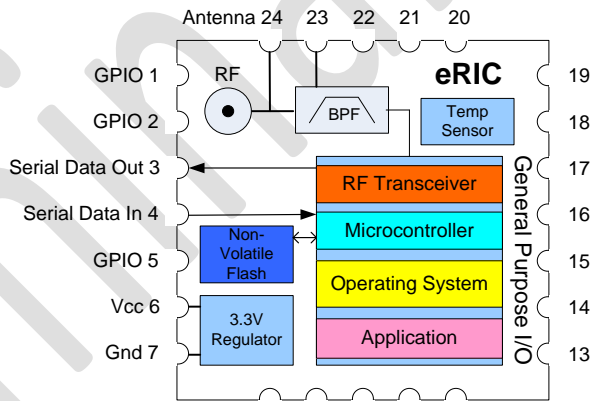 Antenna 24 23 22 21 20
GPIO 1
RF
eRIC
19
GPIO 2
BPF
Temp
Sensor
18
Serial Data Out 3
17
RF Transceiver
Serial Data In 4
16
Microcontroller
Non-
Volatile
Flash
GPIO 5
15
Operating System
Vcc 6
14
3.3V
Regulator
Application
Gnd 7
13
General Purpose I/O